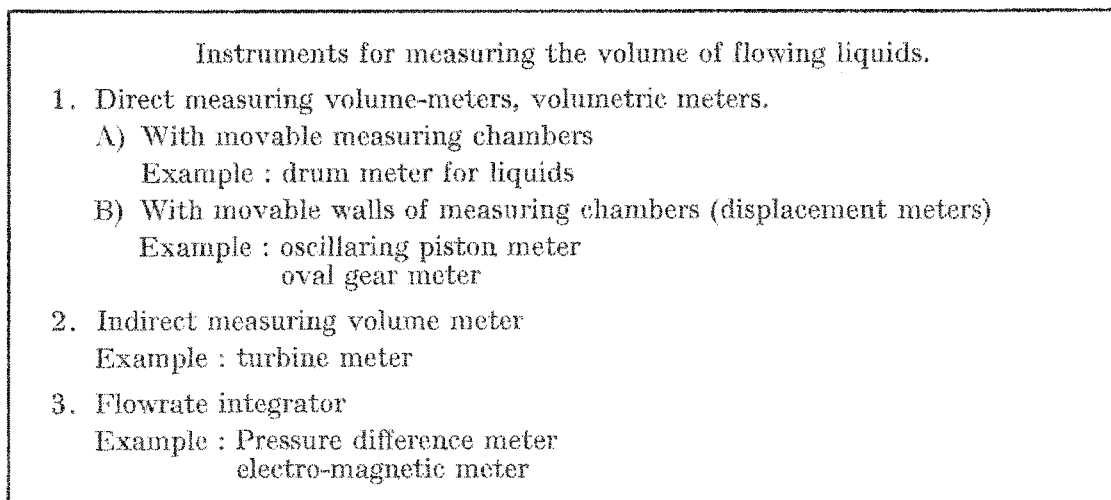 Instruments for measuring the volume of flowing liquids.
1. Direct measuring volume-meters, volumetric meters.
A) With movable measuring chambers
Example : drum meter for liquids
B) With movable walls of measuring chambers (displacement meters)
Example : oscillaring piston meter
oval gear meter
2. Indirect measuring volume meter
Example : turbine meter
3. Flowrate integrator
Example : Pressure difference meter
electro-magnetic meter